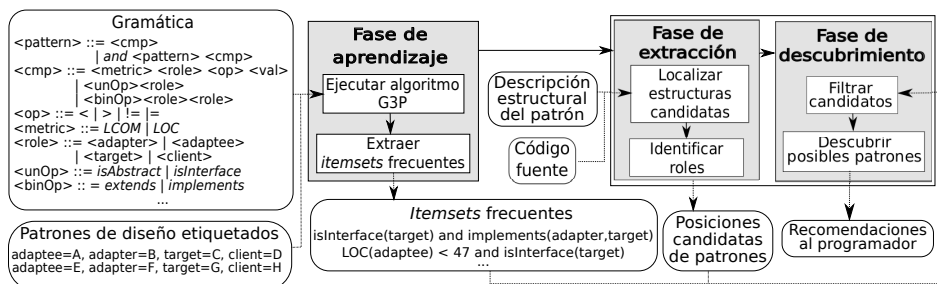 Gramática
<pattern> ::= <cmp>
| and <pattern> <cmp>
<cmp> ::= <metric> <role> <op> <val>
| <unOp><role>
| <binOp><role><role>
<op> ::= < | > | != |=
<metric> ::= LCOM | LOC
<role> ::= <adapter> | <adaptee>
| <target> | <client>
<unOp> ::= isAbstract | isInterface
<binOp> :: = extends | implements
...
Patrones de diseño etiquetados
adaptee=A, adapter=B, target=C, client=D
adaptee=E, adapter=F, target=G, client=H
Fase de
aprendizaje
Ejecutar algoritmo
G3P
Extraer
itemsets frecuentes
Itemsets frecuentes
isInterface(target) and implements(adapter,target)
LOC(adaptee) < 47 and isInterface(target)
...
Descripción
estructural
del patrón
Código
fuente
Fase de
extracción
Localizar
estructuras
candidatas
Identificar
roles
Posiciones
candidatas
de patrones
Fase de
descubrimiento
Filtrar
candidatos
Descubrir
posibles patrones
Recomendaciones
al programador